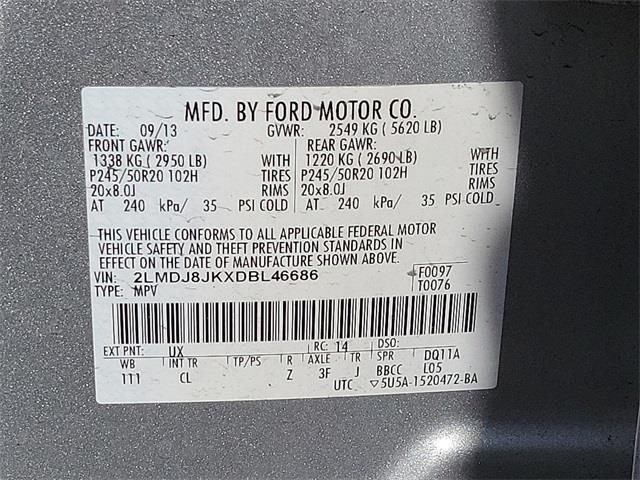 MFD. BY FORD MOTOR CO.
DATE: 09/13 GVWR: 2549 KG ( 5620 LB)
FRONT GAWR: REAR GAWR:
1338 KG ( 2950 LB) WITH 1220 KG ( 2690 LB) WITH
P245/50R20 102H TIRES P245/50R20 102H TIRES
20x8.0J RIMS 20x8.0J RIMS
AT 240 kPa/ 35 PSI COLD AT 240 kPa/ 35 PSI COLD
THIS VEHICLE CONFORMS TO ALL APPLICABLE FEDERAL MOTOR
VEHICLE SAFETY AND THEFT PREVENTION STANDARDS IN
EFFECT ON THE DATE OF MANUFACTURE SHOWN ABOVE.
VIN: 2LMDJ8JKXDBL46686 F0097
TYPE: MPV T0076
EXT PNT: UX RC: 14 DSO:
WB INT TR TP/PS R AXLE TR SPR DQ11A
111 CL Z 3F J BBCC L05
UTC ▽5U5A-1520472-BA